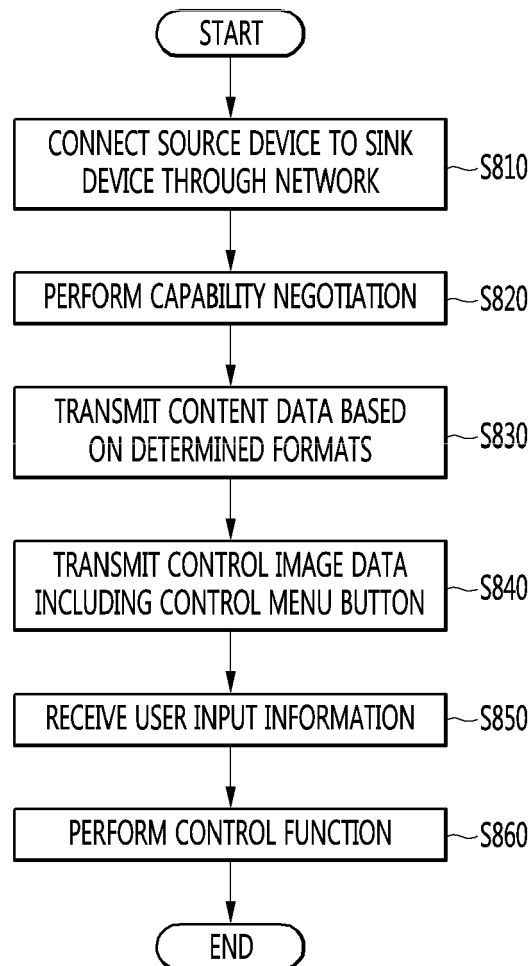 START
CONNECT SOURCE DEVICE TO SINK
DEVICE THROUGH NETWORK
S810
PERFORM CAPABILITY NEGOTIATION
S820
TRANSMIT CONTENT DATA BASED
ON DETERMINED FORMATS
S830
TRANSMIT CONTROL IMAGE DATA
INCLUDING CONTROL MENU BUTTON
S840
RECEIVE USER INPUT INFORMATION
S850
PERFORM CONTROL FUNCTION
S860
END